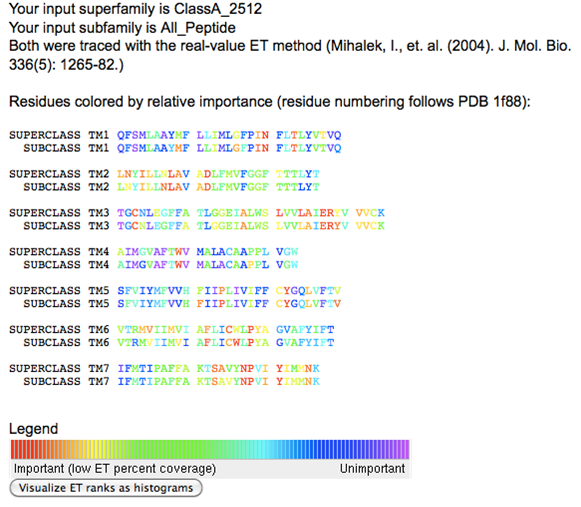 Your input superfamily is ClassA_2512
Your input subfamily is All_Peptide
Both were traced with the real-value ET method (Mihalek, I., et. al. (2004). J. Mol. Bio.
336(5): 1265-82.)
Residues colored by relative importance (residue numbering follows PDB 1f88):
SUPERCLASS TM1 QFSMLAAYMF LLIMLGFPIN FLTLYVTVQ
SUBCLASS TM1 QFSMLAAYMF LLIMLGFPIN FLTLYVTVQ
SUPERCLASS TM2 LNYILLNLAV ADLFMVFGGF TTTLYT
SUBCLASS TM2 LNYILLNLAV ADLFMVFGGF TTTLYT
SUPERCLASS TM3 TGCNLEGFFA TLGGEIALWS LVVLAIERYV VVCK
SUBCLASS TM3 TGCNLEGFFA TLGGEIALWS LVVLAIERYV VVCK
SUPERCLASS TM4 AIMGVAFTWV MALACAAPPL VGW
SUBCLASS TM4 AIMGVAFTWV MALACAAPPL VGW
SUPERCLASS TM5 SFVIYMFVVH FIIPLIVIFF CYGQLVFTV
SUBCLASS TM5 SFVIYMFVVH FIIPLIVIFF CYGQLVFTV
SUPERCLASS TM6 VTRMVIIMVI AFLICWLPYA GVAFYIFT
SUBCLASS TM6 VTRMVIIMVI AFLICWLPYA GVAFYIFT
SUPERCLASS TM7 IFMTIPAFFA KTSAVYNPVI YIMMNK
SUBCLASS TM7 IFMTIPAFFA KTSAVYNPVI YIMMNK
Legend
Important (low ET percent coverage) Unimportant
Visualize ET ranks as histograms